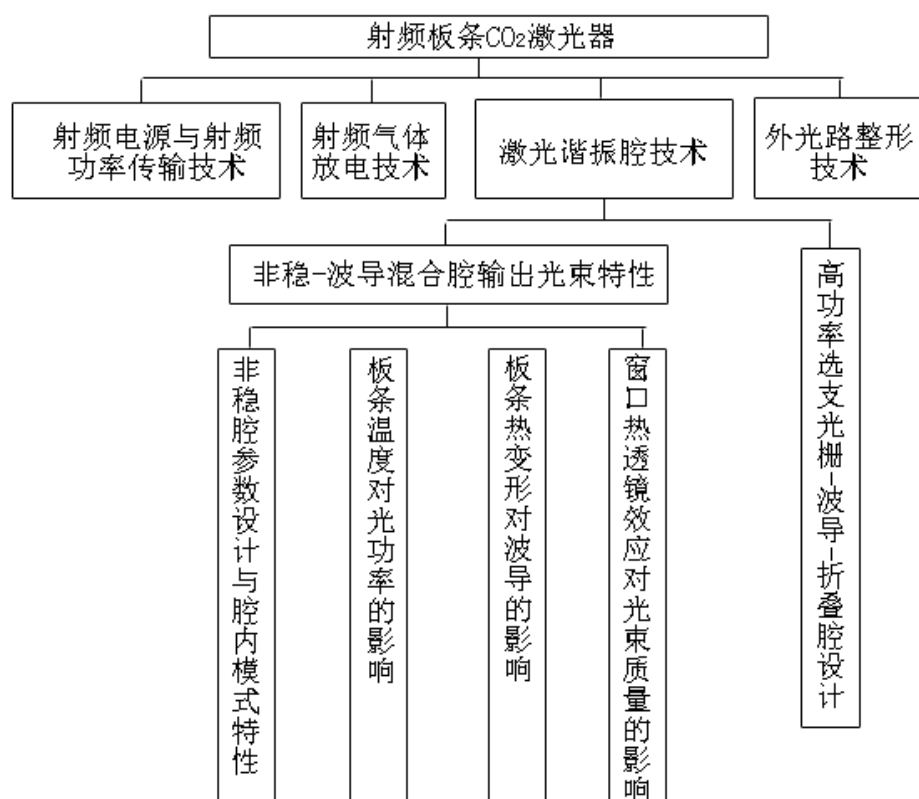 射频板条CO₂激光器
射频电源与射频
功率传输技术
射频气体
放电技术
激光谐振腔技术
外光路整形
技术
非稳-波导混合腔输出光束特性
非稳腔参数设计与腔内模式特性
板条温度对光功率的影响
板条热变形对波导的影响
窗口热透镜效应对光束质量的影响
高功率选支光栅-波导-折叠腔设计